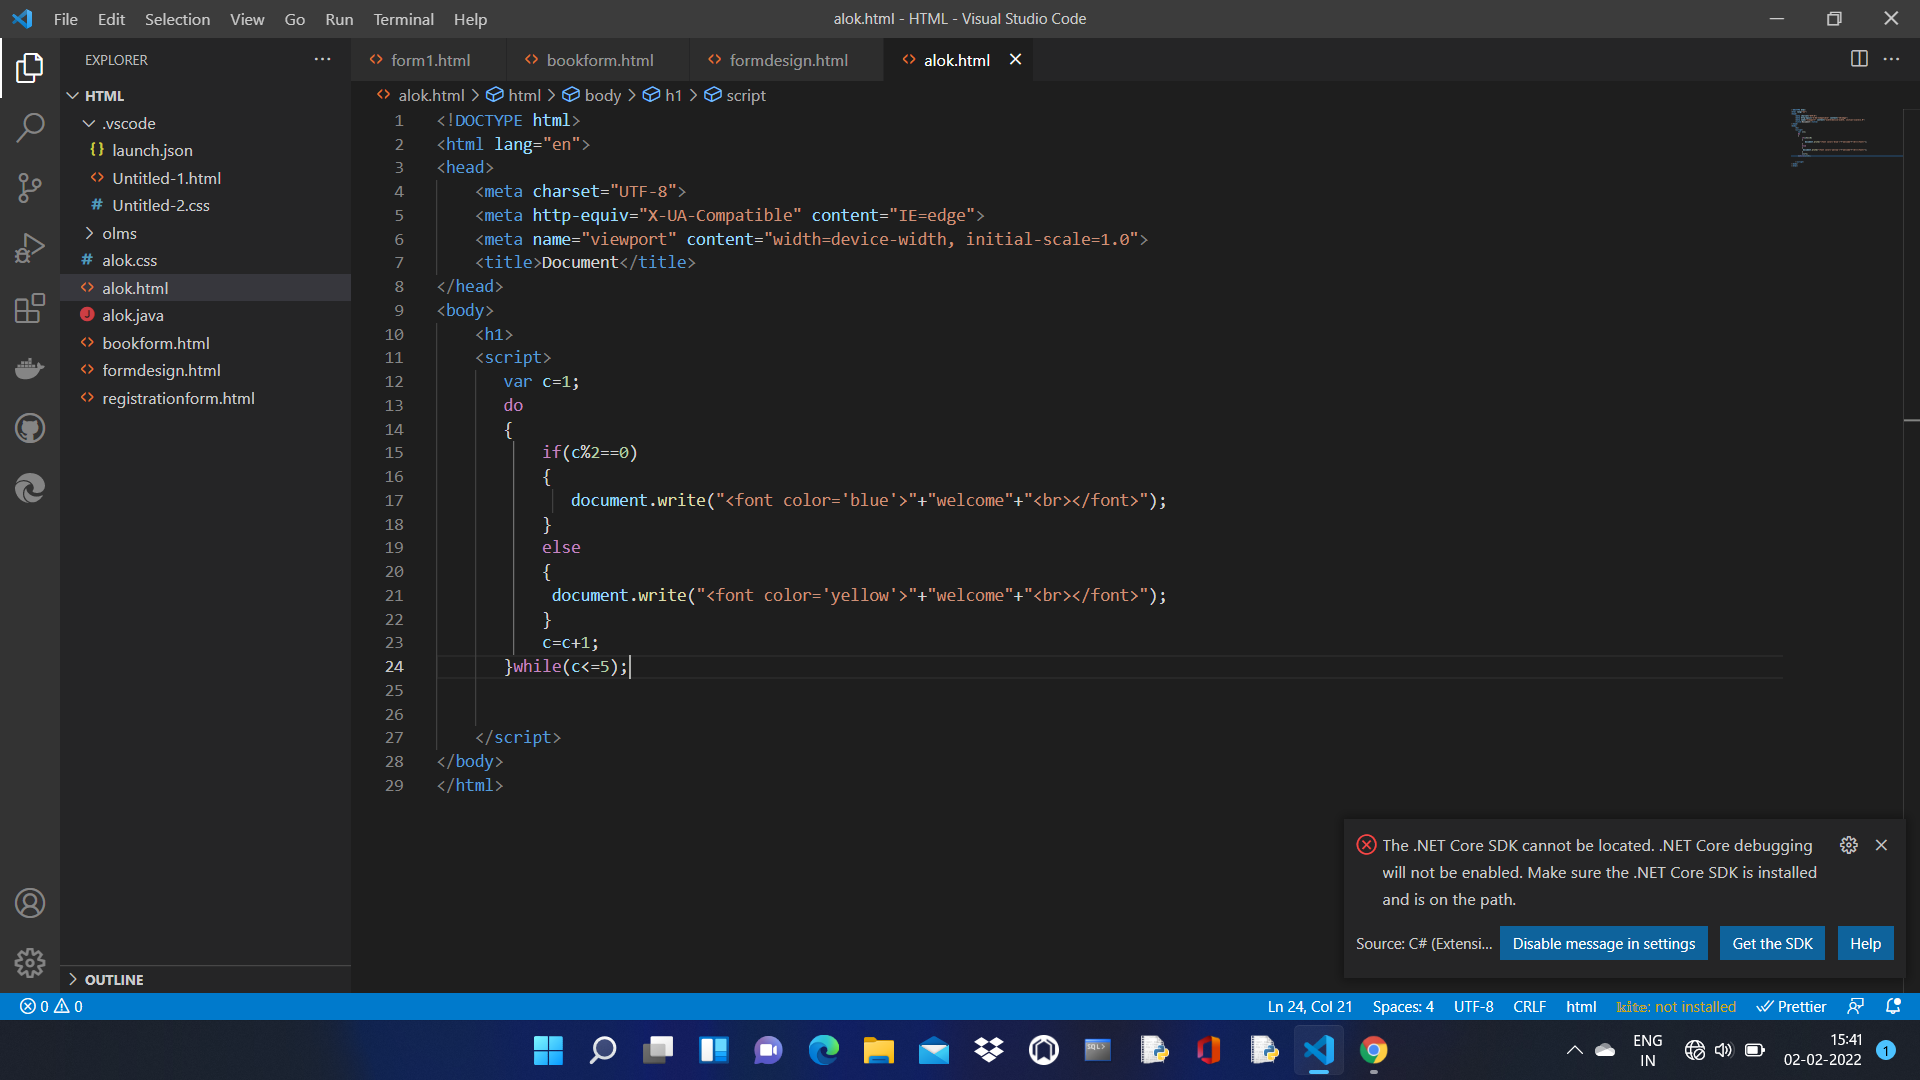 File Edit Selection View Go Run Terminal Help
alok.html - HTML - Visual Studio Code
EXPLORER
HTML
.vscode
launch.json
Untitled-1.html
Untitled-2.css
olms
alok.css
alok.html
alok.java
bookform.html
formdesign.html
registrationform.html
OUTLINE
form1.html bookform.html formdesign.html alok.html
alok.html > html > body > h1 > script
1 <!DOCTYPE html>
2 <html lang="en">
3 <head>
4 <meta charset="UTF-8">
5 <meta http-equiv="X-UA-Compatible" content="IE=edge">
6 <meta name="viewport" content="width=device-width, initial-scale=1.0">
7 <title>Document</title>
8 </head>
9 <body>
10 <h1>
11 <script>
12 var c=1;
13 do
14 {
15 if(c%2==0)
16 {
17 document.write("<font color='blue'>"+"welcome"+"<br></font>");
18 }
19 else
20 {
21 document.write("<font color='yellow'>"+"welcome"+"<br></font>");
22 }
23 c=c+1;
24 }while(c<=5);
25
26
27 </script>
28 </body>
29 </html>
The .NET Core SDK cannot be located. .NET Core debugging
will not be enabled. Make sure the .NET Core SDK is installed
and is on the path.
Source: C# (Extensi... Disable message in settings Get the SDK Help
0 0 Ln 24, Col 21 Spaces: 4 UTF-8 CRLF html kite: not installed Prettier
SQL>
ENG
IN
15:41
02-02-2022
1